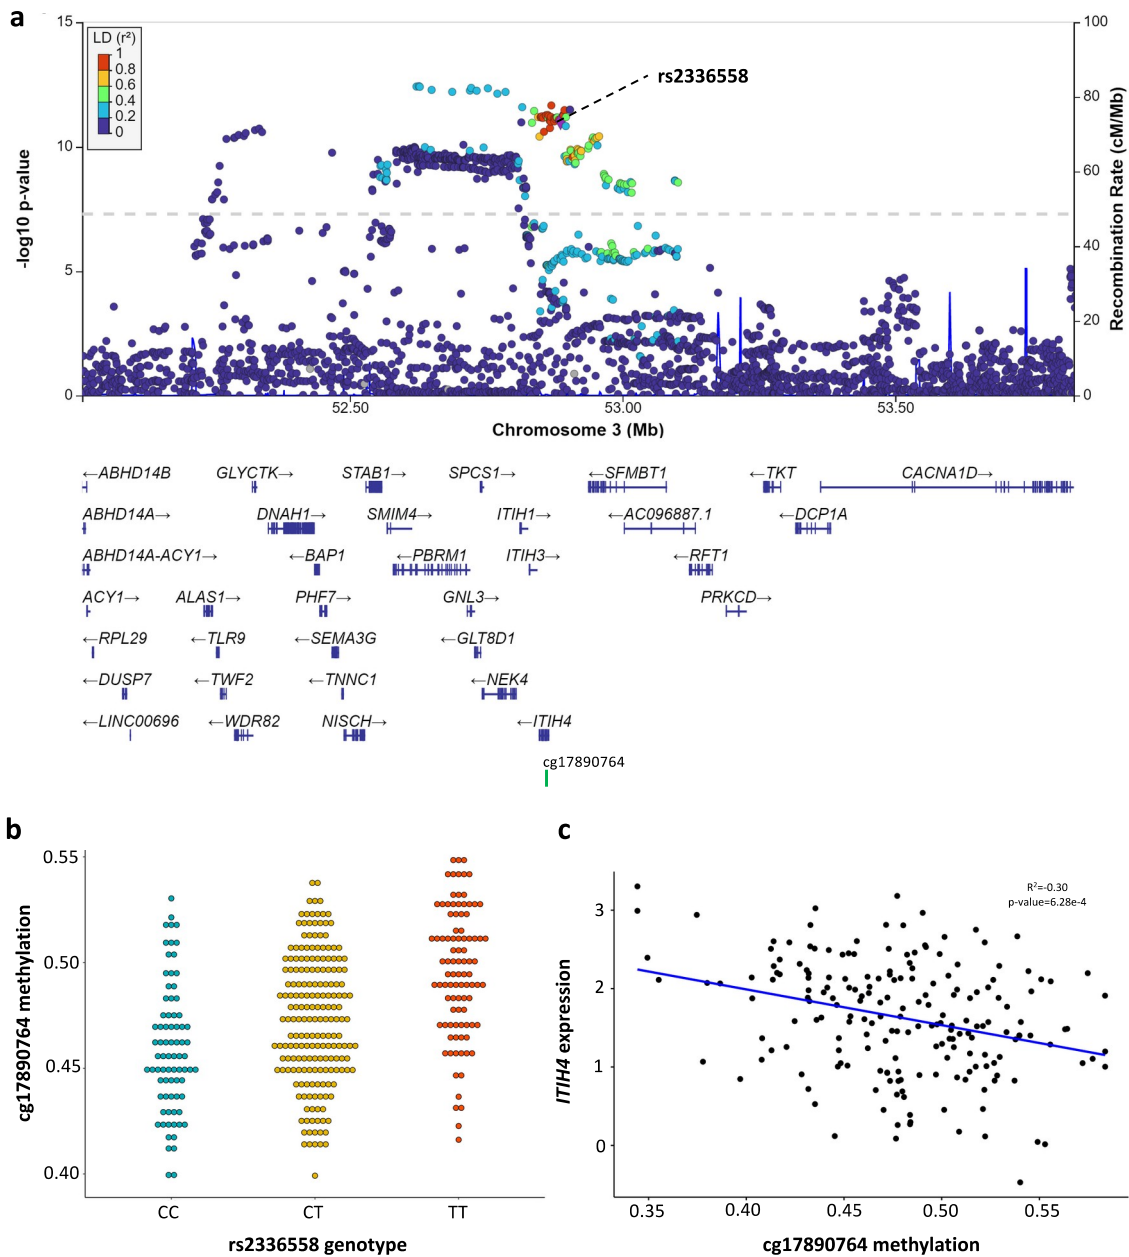 a
LD (r²)
1
0.8
0.6
0.4
0.2
0
rs2336558
15
10
5
0
-log10 p-value
100
80
60
40
20
0
Recombination Rate (cM/Mb)
52.50 53.00 53.50
Chromosome 3 (Mb)
←ABHD14B GLYCTK→ STAB1→ SPCS1→ ←SFMBT1 ←TKT CACNA1D→
ABHD14A→ DNAH1→ SMIM4→ ITIH1→ ←AC096887.1 ←DCP1A
ABHD14A-ACY1→ ←BAP1 ←PBRM1 ITIH3→ ←RFT1
ACY1→ ALAS1→ PHF7→ GNL3→ PRKCD→
←RPL29 ←TLR9 ←SEMA3G ←GLT8D1
←DUSP7 ←TWF2 ←TNNC1 ←NEK4
←LINC00696 ←WDR82 NISCH→ ←ITIH4
cg17890764
b
0.55
0.50
0.45
0.40
cg17890764 methylation
CC CT TT
rs2336558 genotype
c
R²=-0.30
p-value=6.28e-4
3
2
1
0
ITIH4 expression
0.35 0.40 0.45 0.50 0.55
cg17890764 methylation